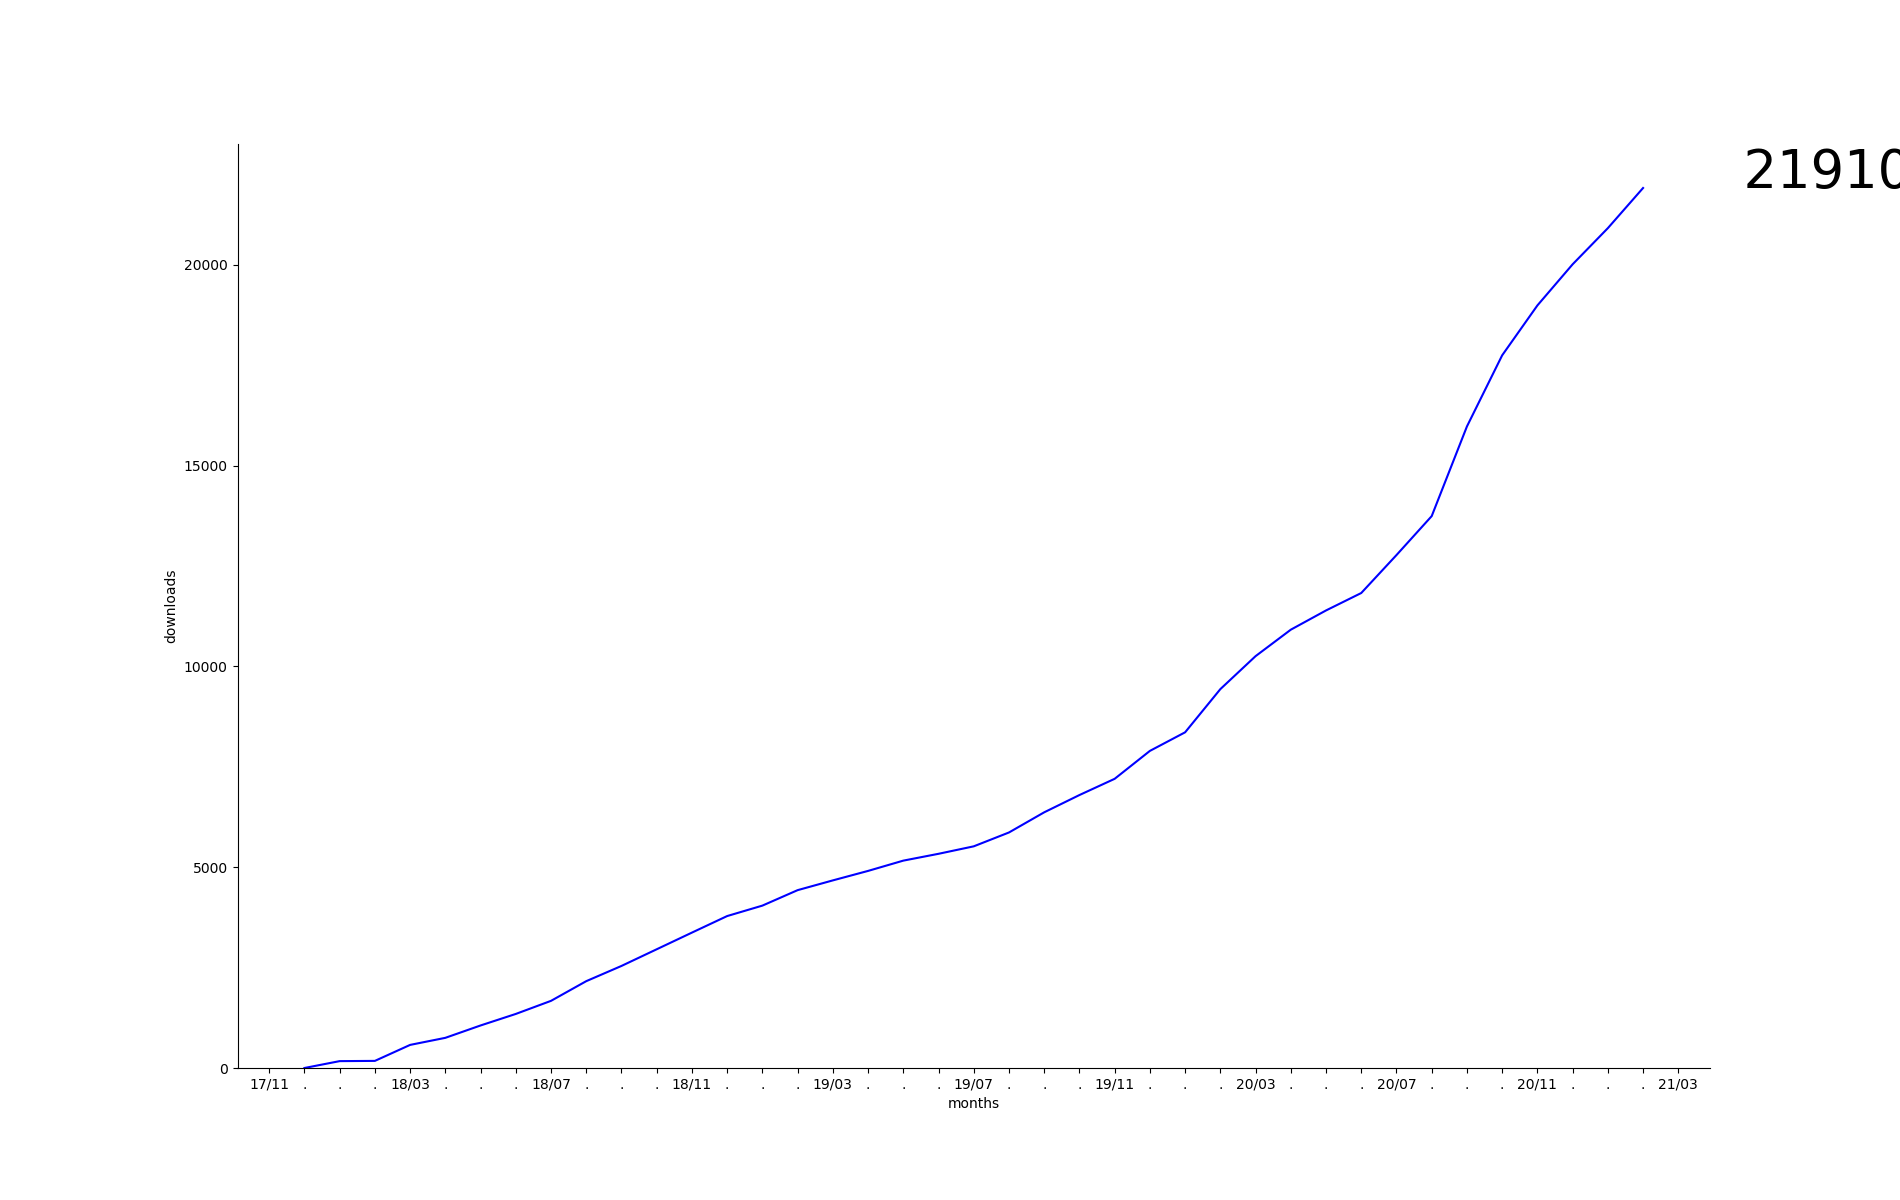 21910
20000
15000
downloads
10000
5000
0
17/11 . . . 18/03 . . . 18/07 . . . 18/11 . . . 19/03 . . . 19/07 . . . 19/11 . . . 20/03 . . . 20/07 . . . 20/11 . . . 21/03
months